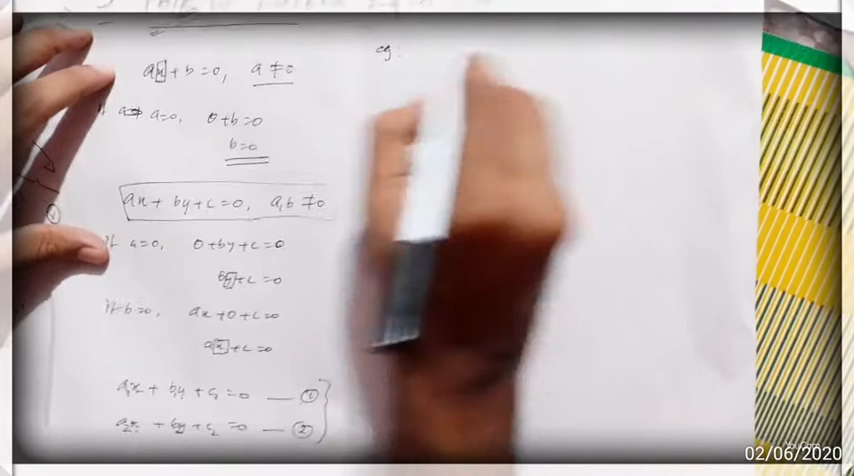 ax + b = 0, a ≠ 0
If a = 0, 0 + b = 0
b = 0
ax + by + c = 0, a, b ≠ 0
If a = 0, 0 + by + c = 0
by + c = 0
If b = 0, ax + 0 + c = 0
ax + c = 0
a₁x + b₁y + c₁ = 0 — ①
a₂x + b₂y + c₂ = 0 — ②
eg:
YouCam
02/06/2020